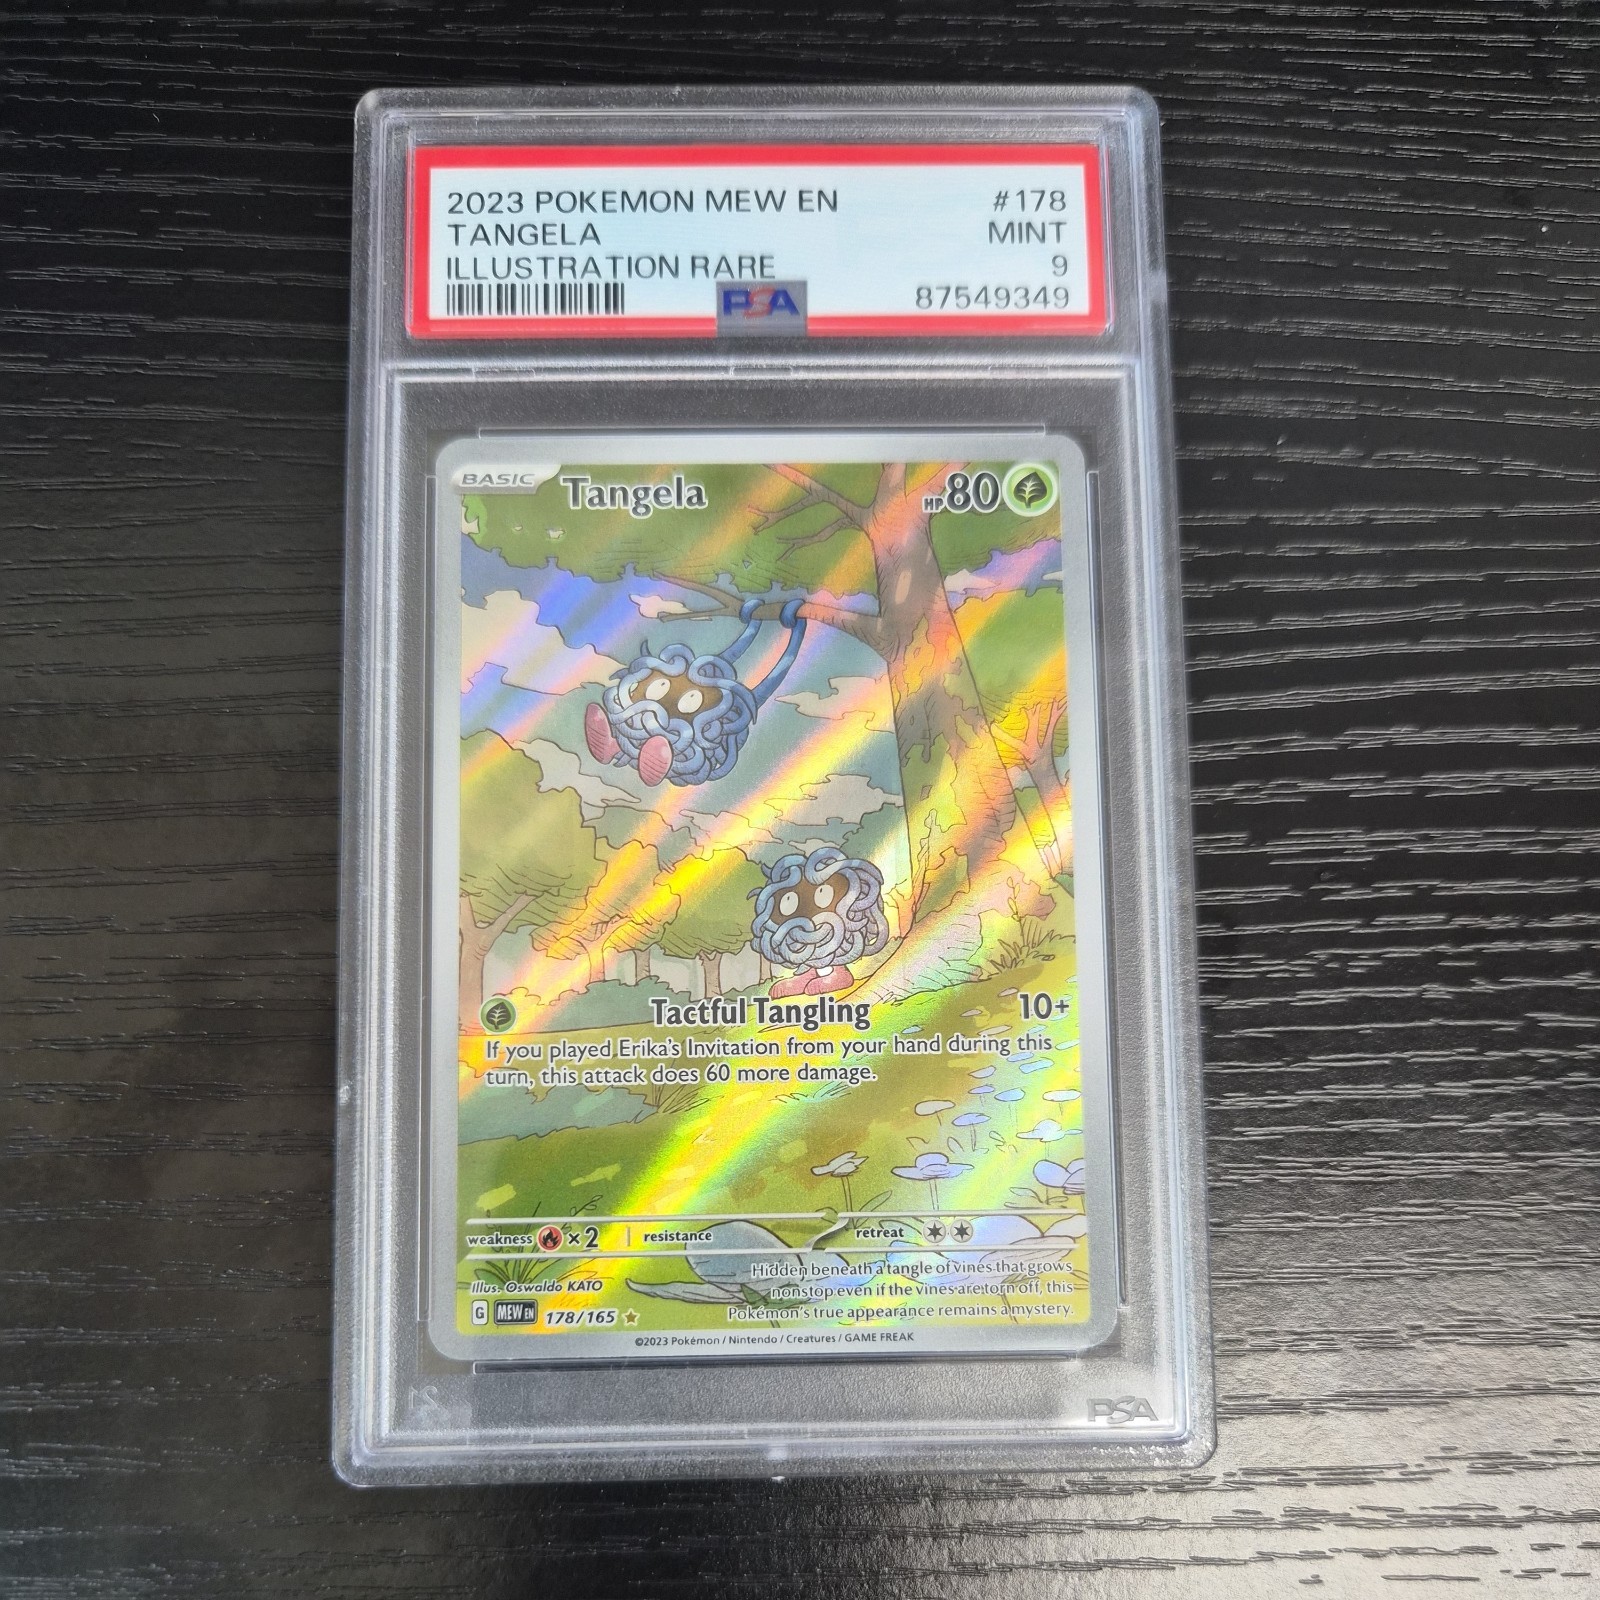 2023 POKEMON MEW EN #178
TANGELA MINT
ILLUSTRATION RARE 9
PSA 87549349
BASIC Tangela HP80
Tactful Tangling 10+
If you played Erika's Invitation from your hand during this
turn, this attack does 60 more damage.
weakness ×2 resistance retreat
Illus. Oswaldo KATO
Hidden beneath a tangle of vines that grows
nonstop even if the vines are torn off, this
Pokémon's true appearance remains a mystery.
G MEW EN 178/165
©2023 Pokémon / Nintendo / Creatures / GAME FREAK
PSA